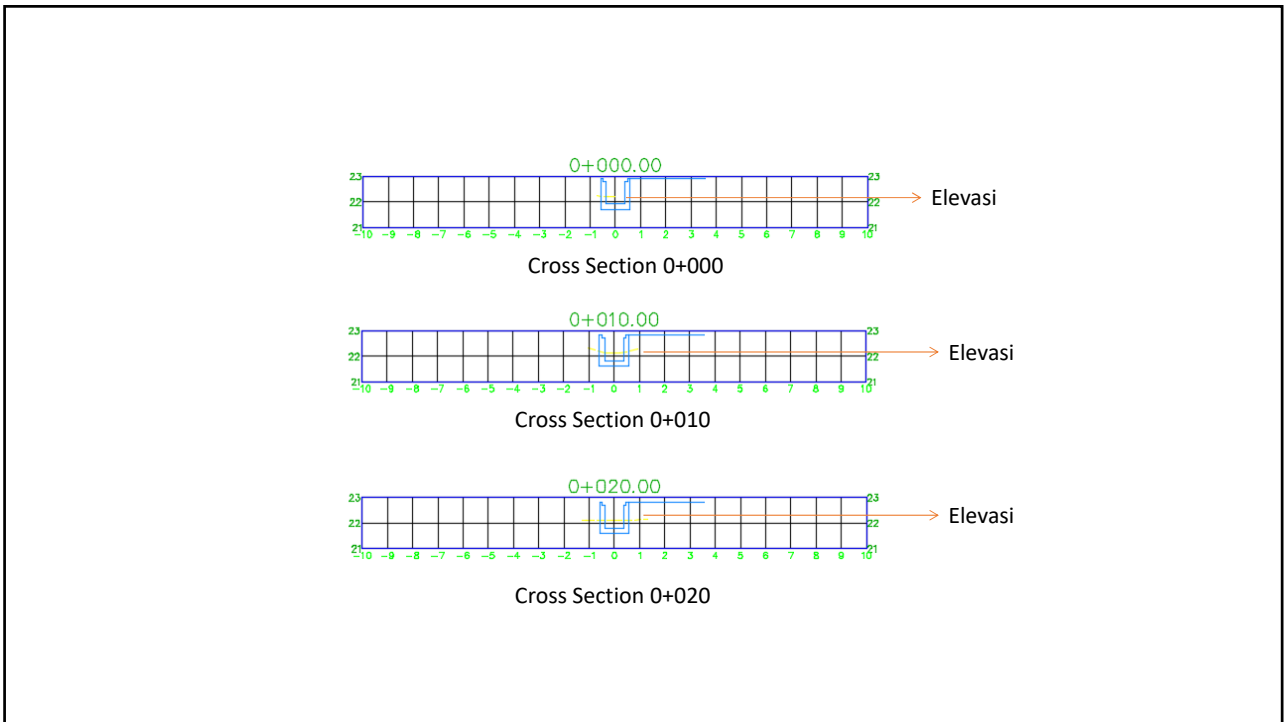 0+000.00
23 23
22 Elevasi
22
21 21
-10 -9 -8 -7 -6 -5 -4 -3 -2 -1 0 1 2 3 4 5 6 7 8 9 10
Cross Section 0+000
0+010.00
23 23
22 22 Elevasi
21 21
-10 -9 -8 -7 -6 -5 -4 -3 -2 -1 0 1 2 3 4 5 6 7 8 9 10
Cross Section 0+010
0+020.00
23 23
22 22 Elevasi
21 21
-10 -9 -8 -7 -6 -5 -4 -3 -2 -1 0 1 2 3 4 5 6 7 8 9 10
Cross Section 0+020